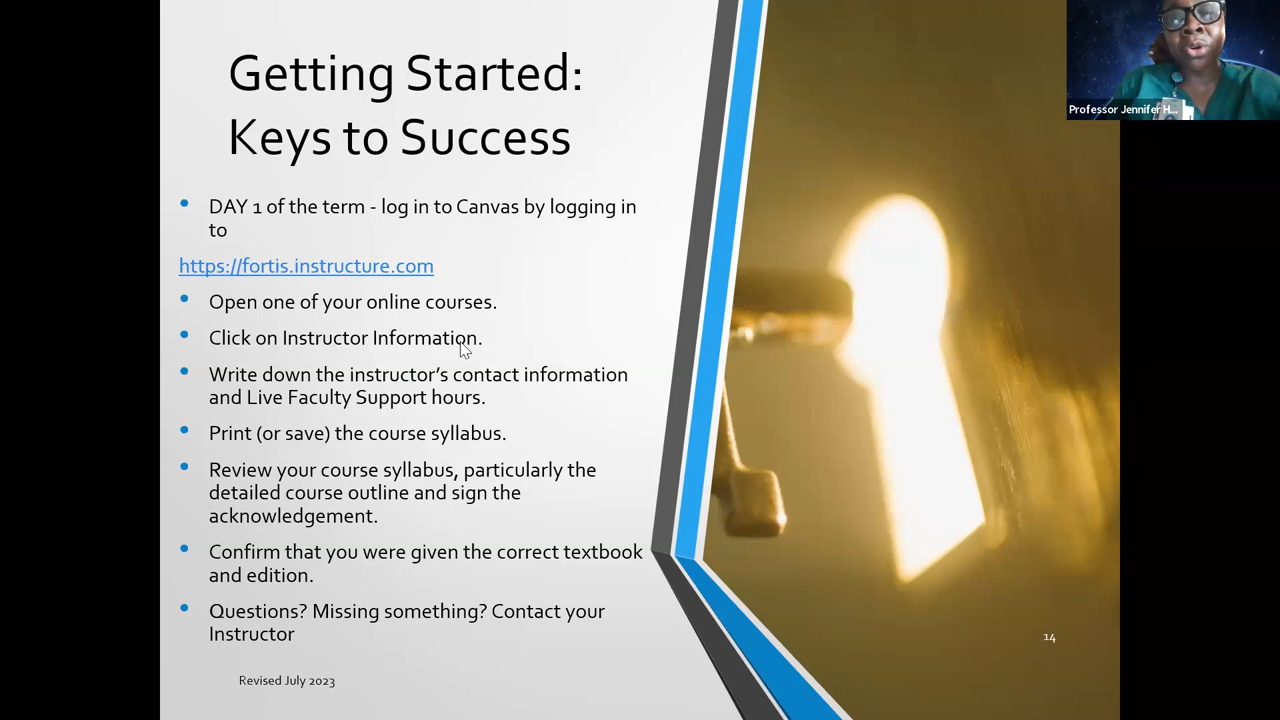 Getting Started:
Keys to Success
DAY 1 of the term - log in to Canvas by logging in
to
https://fortis.instructure.com
Open one of your online courses.
Click on Instructor Information.
Write down the instructor's contact information
and Live Faculty Support hours.
Print (or save) the course syllabus.
Review your course syllabus, particularly the
detailed course outline and sign the
acknowledgement.
Confirm that you were given the correct textbook
and edition.
Questions? Missing something? Contact your
Instructor
Revised July 2023
14
Professor Jennifer H...